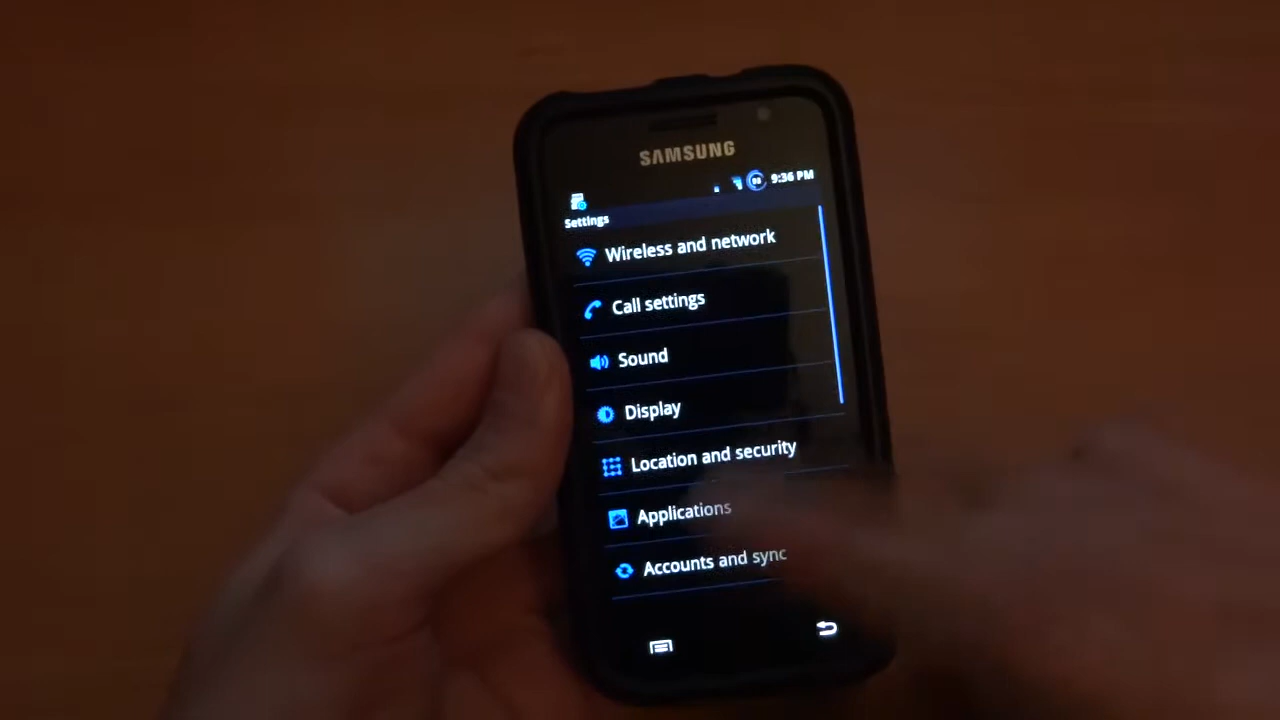 SAMSUNG
98 9:36 PM
Settings
Wireless and network
Call settings
Sound
Display
Location and security
Applications
Accounts and sync